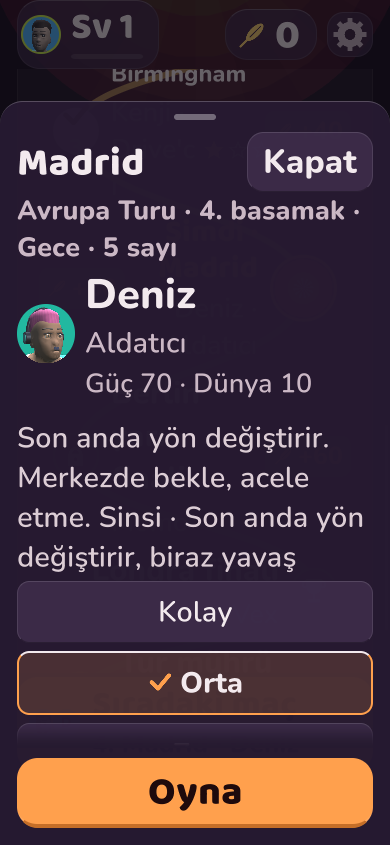 Sv 1
0
Birmingham
Madrid
Kapat
Avrupa Turu · 4. basamak ·
Gece · 5 sayı
Deniz
Aldatıcı
Güç 70 · Dünya 10
Son anda yön değiştirir.
Merkezde bekle, acele
etme. Sinsi · Son anda yön
değiştirir, biraz yavaş
Kolay
Orta
Oyna